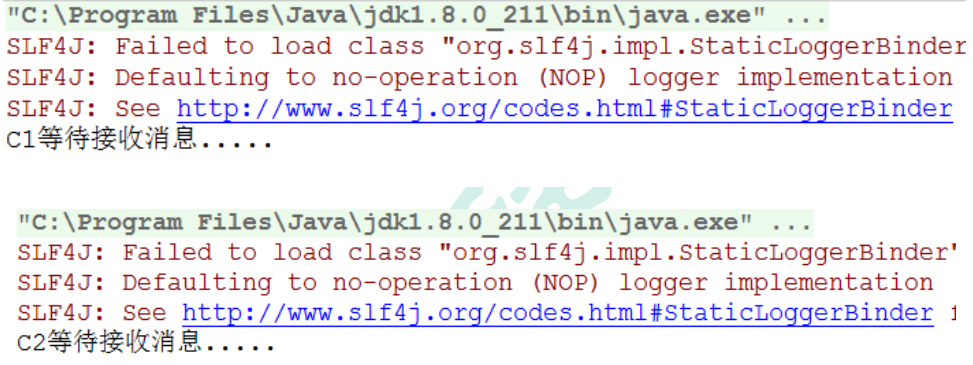 "C:\Program Files\Java\jdk1.8.0_211\bin\java.exe" ...
SLF4J: Failed to load class "org.slf4j.impl.StaticLoggerBinder
SLF4J: Defaulting to no-operation (NOP) logger implementation
SLF4J: See http://www.slf4j.org/codes.html#StaticLoggerBinder
C1等待接收消息.....
"C:\Program Files\Java\jdk1.8.0_211\bin\java.exe" ...
SLF4J: Failed to load class "org.slf4j.impl.StaticLoggerBinder"
SLF4J: Defaulting to no-operation (NOP) logger implementation
SLF4J: See http://www.slf4j.org/codes.html#StaticLoggerBinder
C2等待接收消息.....